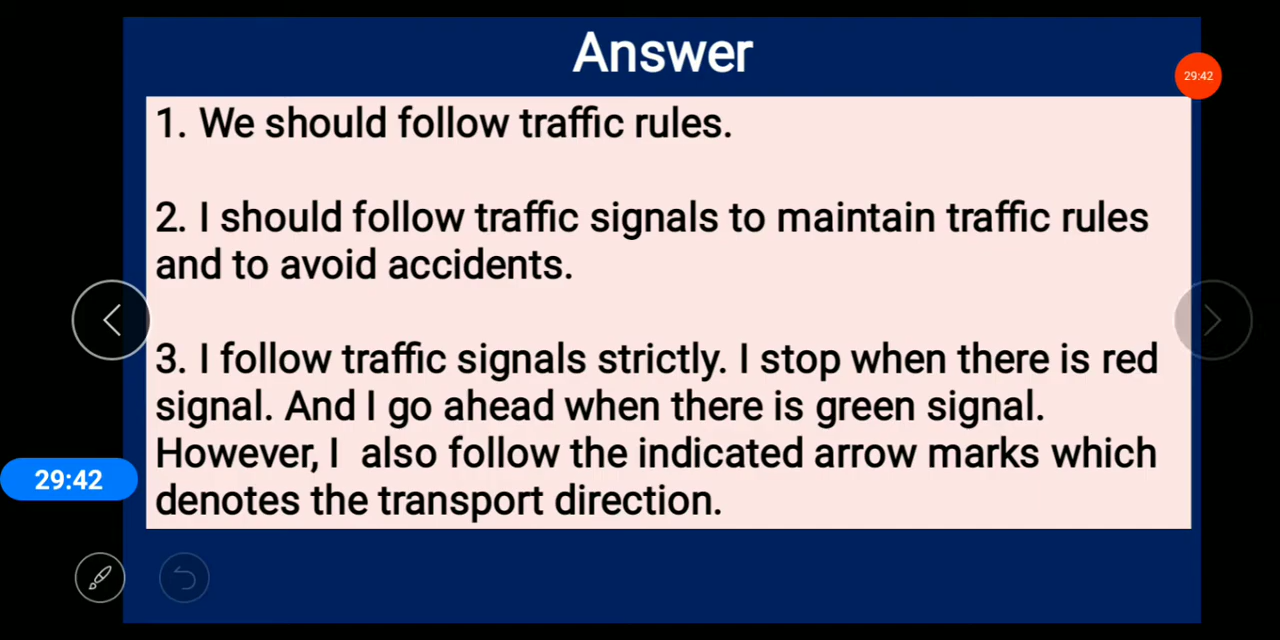 Answer
29:42
1. We should follow traffic rules.
2. I should follow traffic signals to maintain traffic rules
and to avoid accidents.
3. I follow traffic signals strictly. I stop when there is red
signal. And I go ahead when there is green signal.
However, I  also follow the indicated arrow marks which
29:42
denotes the transport direction.